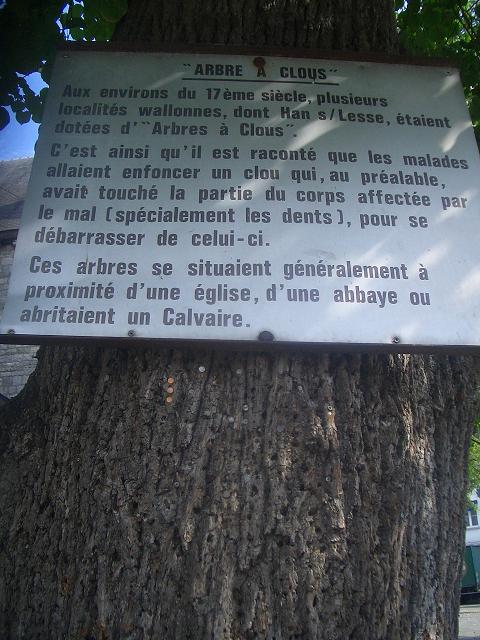 "ARBRE À CLOUS"
Aux environs du 17ème siècle, plusieurs
localités wallonnes, dont Han s/Lesse, étaient
dotées d'"Arbres à Clous".
C'est ainsi qu'il est raconté que les malades
allaient enfoncer un clou qui, au préalable,
avait touché la partie du corps affectée par
le mal (spécialement les dents), pour se
débarrasser de celui-ci.
Ces arbres se situaient généralement à
proximité d'une église, d'une abbaye ou
abritaient un Calvaire.